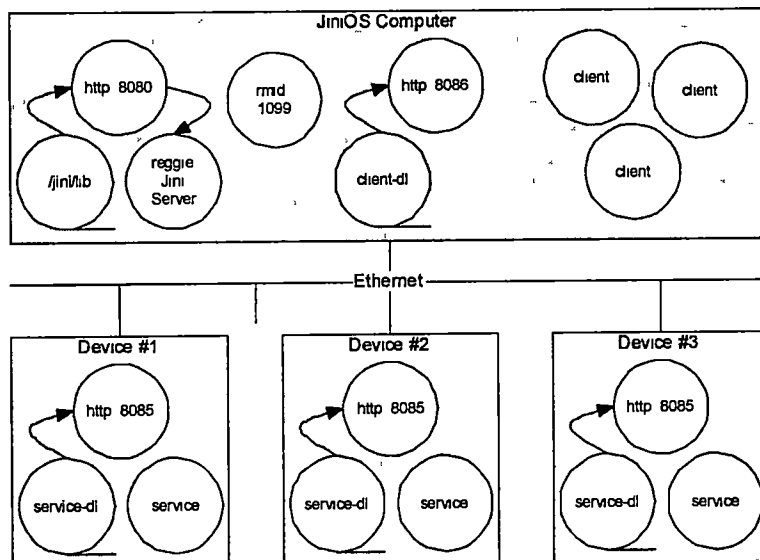 JiniOS Computer
http 8080
rmid
1099
http 8086
client
client
client
/jini/lib
reggie
Jini
Server
client-dl
Ethernet
Device #1
Device #2
Device #3
http 8085
http 8085
http 8085
service-dl
service
service-dl
service
service-dl
service